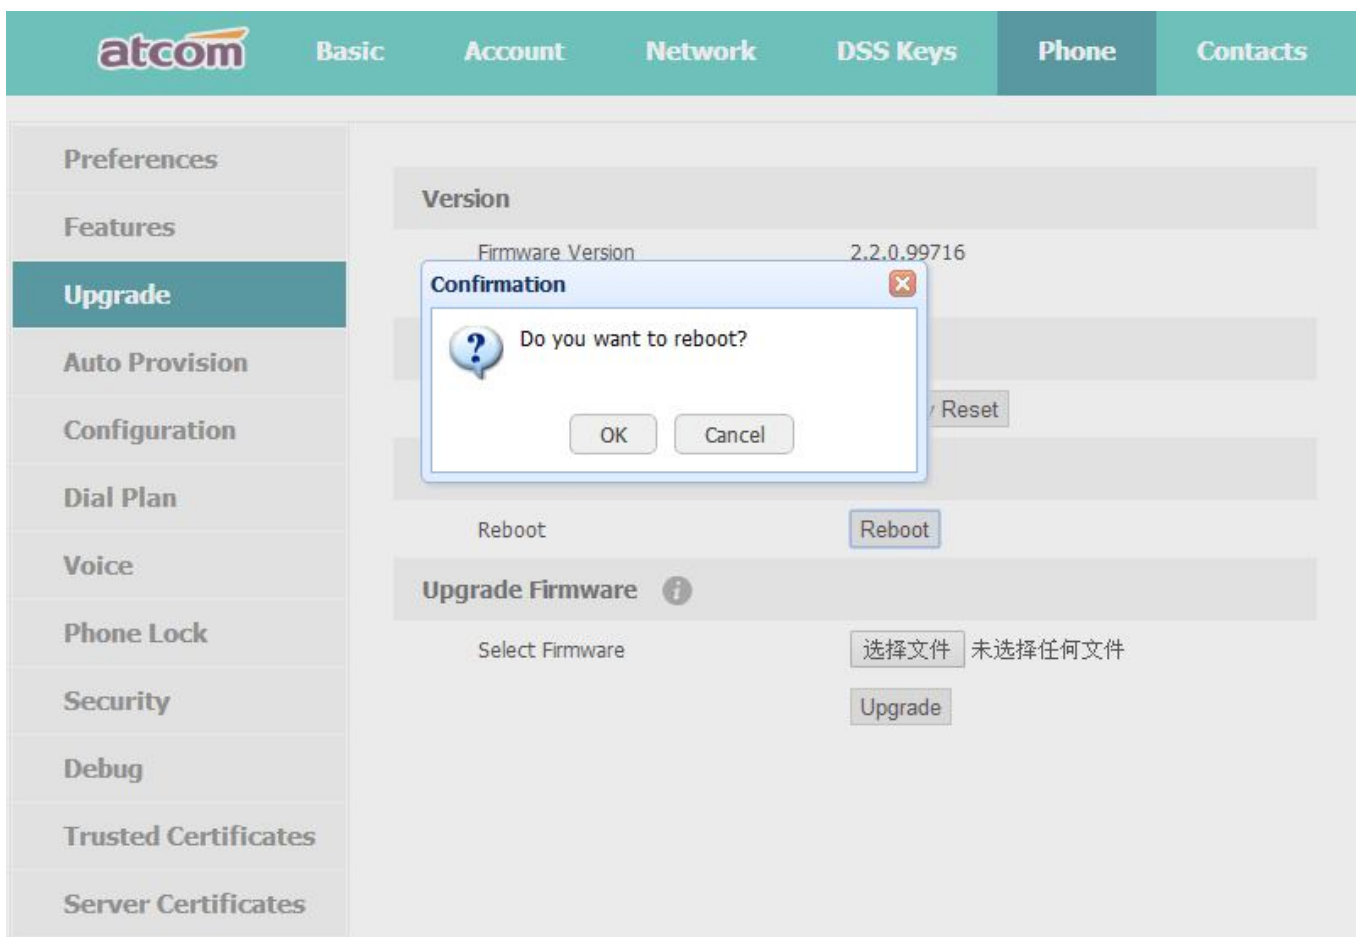 atcom Basic Account Network DSS Keys Phone Contacts
Preferences
Features
Upgrade
Auto Provision
Configuration
Dial Plan
Voice
Phone Lock
Security
Debug
Trusted Certificates
Server Certificates
Version
Firmware Version 2.2.0.99716
Confirmation
Do you want to reboot?
OK Cancel
Reset
Reboot Reboot
Upgrade Firmware
Select Firmware 选择文件 未选择任何文件
Upgrade